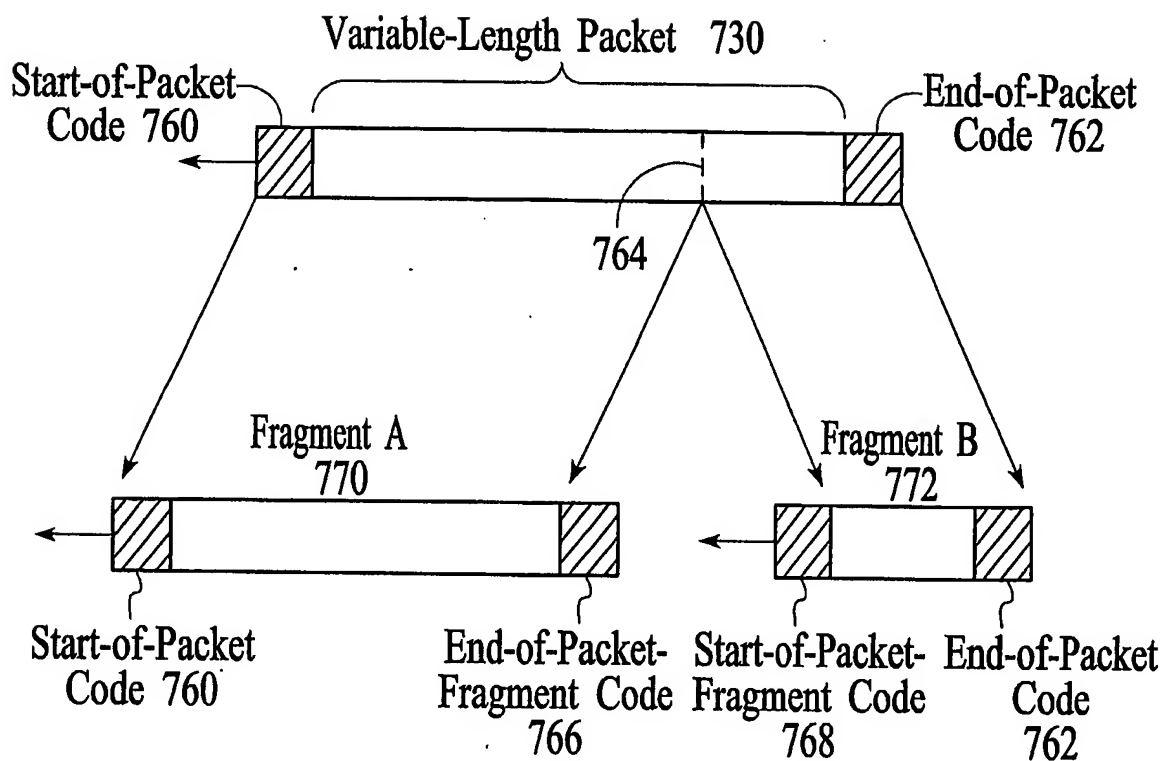 Variable-Length Packet 730
Start-of-Packet
Code 760
End-of-Packet
Code 762
764
Fragment A
770
Fragment B
772
Start-of-Packet
Code 760
End-of-Packet-
Fragment Code
766
Start-of-Packet-
Fragment Code
768
End-of-Packet
Code
762